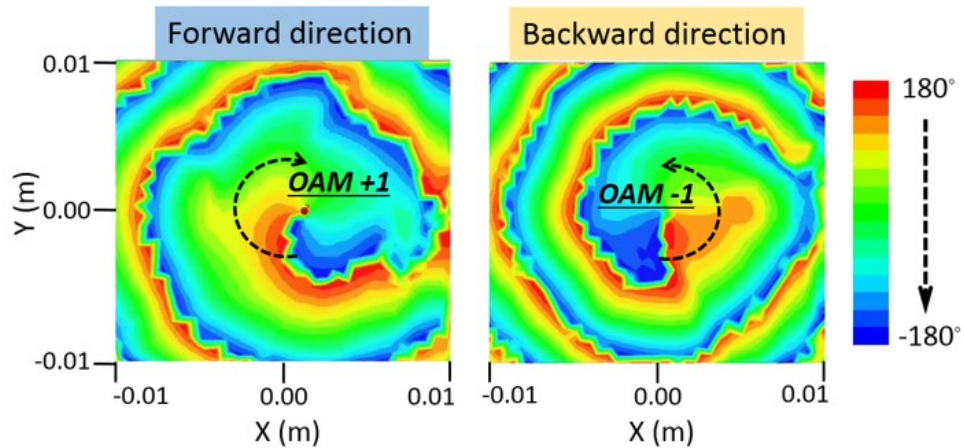 Forward direction
Backward direction
0.01
Y (m)
0.00
-0.01
OAM +1
OAM -1
180°
-180°
-0.01
0.00
0.01
-0.01
0.00
0.01
X (m)
X (m)